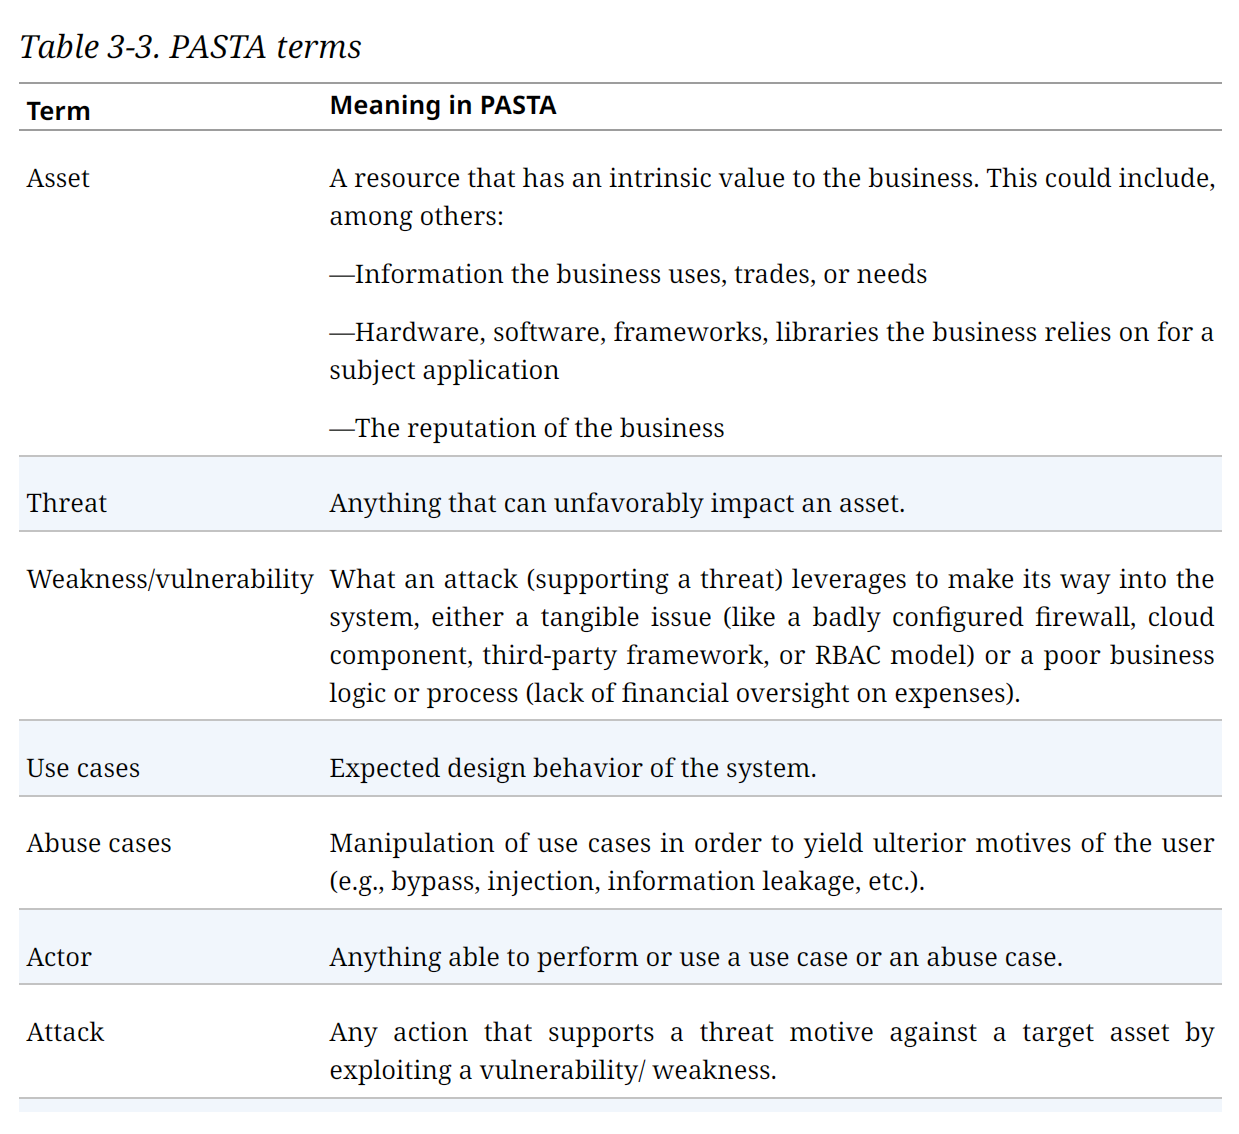 Table 3-3. PASTA terms
Term
Meaning in PASTA
Asset
A resource that has an intrinsic value to the business. This could include,
among others:
—Information the business uses, trades, or needs
—Hardware, software, frameworks, libraries the business relies on for a
subject application
—The reputation of the business
Threat
Anything that can unfavorably impact an asset.
Weakness/vulnerability
What an attack (supporting a threat) leverages to make its way into the
system, either a tangible issue (like a badly configured firewall, cloud
component, third-party framework, or RBAC model) or a poor business
logic or process (lack of financial oversight on expenses).
Use cases
Expected design behavior of the system.
Abuse cases
Manipulation of use cases in order to yield ulterior motives of the user
(e.g., bypass, injection, information leakage, etc.).
Actor
Anything able to perform or use a use case or an abuse case.
Attack
Any action that supports a threat motive against a target asset by
exploiting a vulnerability/ weakness.